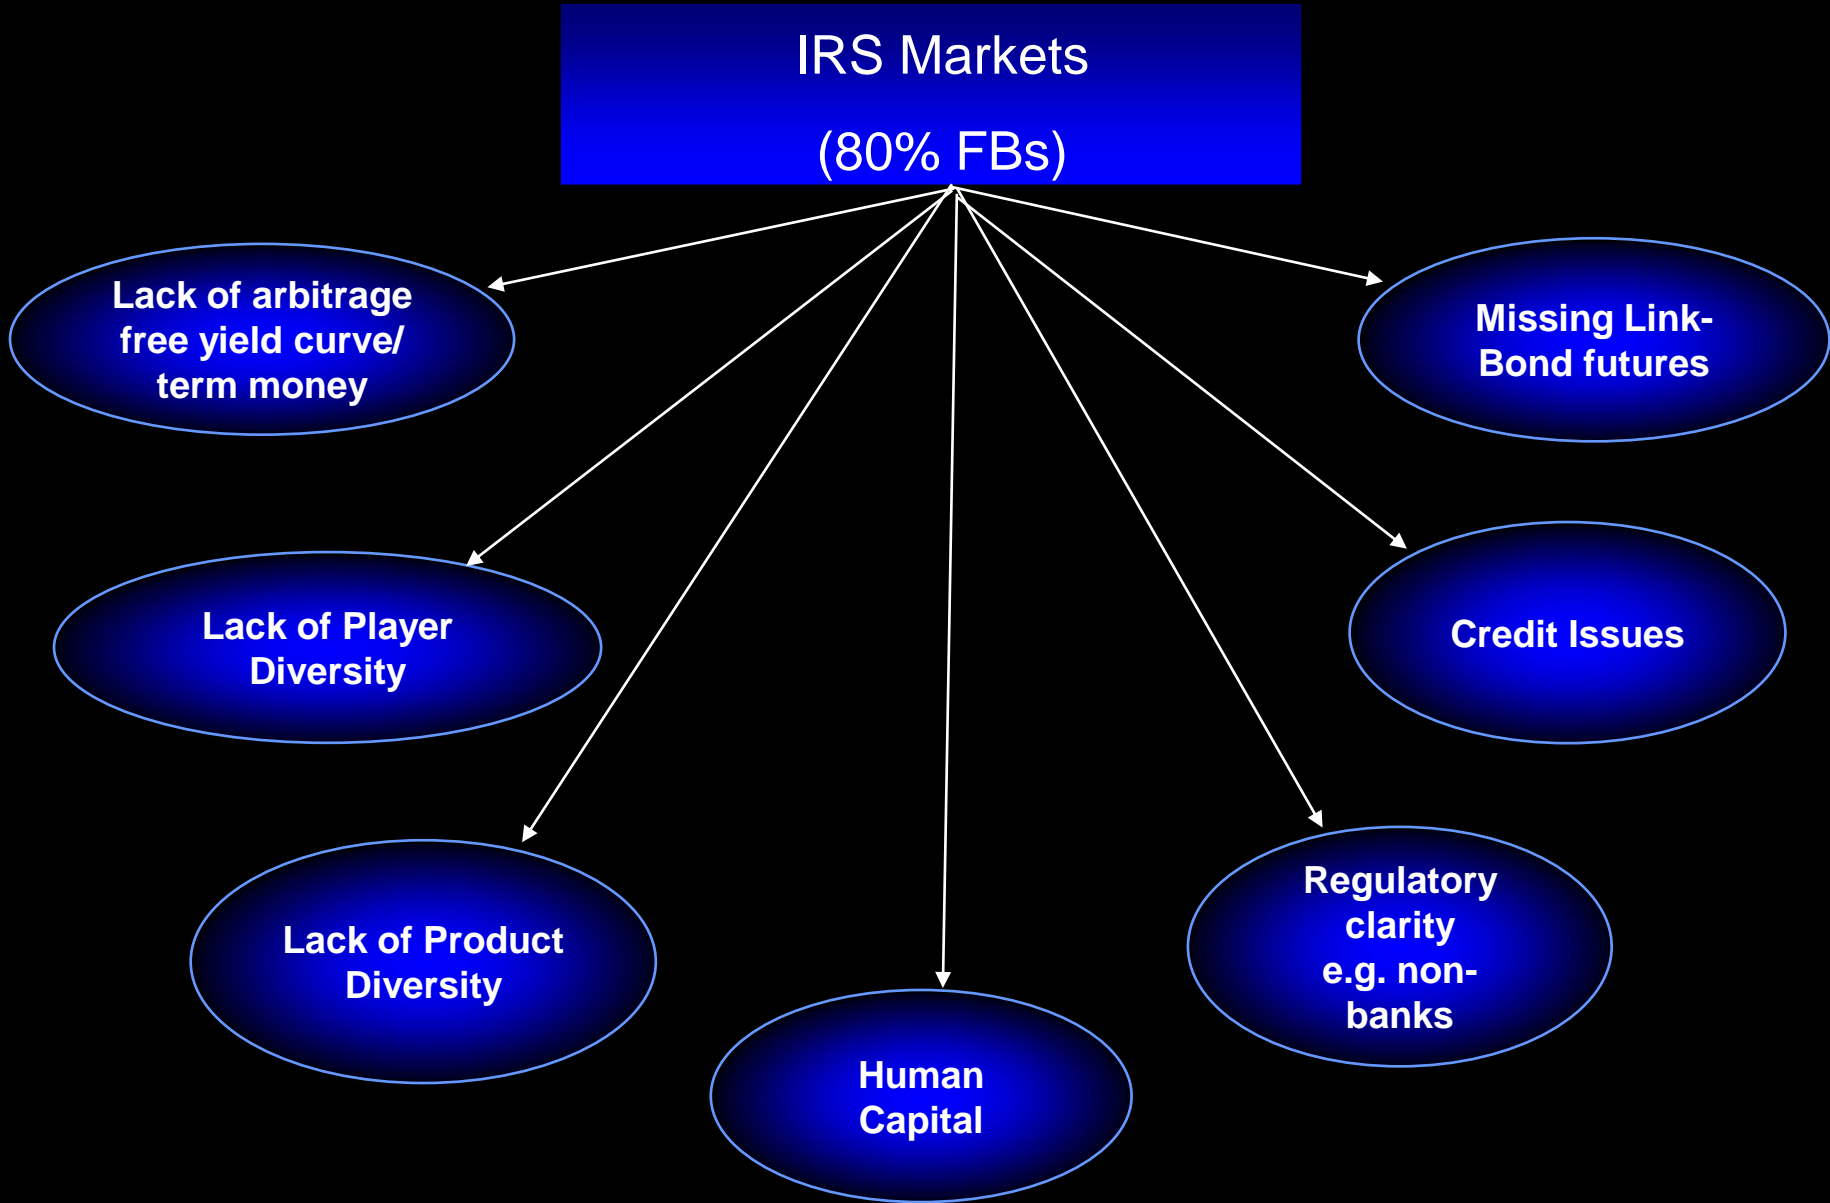 IRS Markets
(80% FBs)
Lack of arbitrage
free yield curve/
term money
Missing Link-
Bond futures
Lack of Player
Diversity
Credit Issues
Lack of Product
Diversity
Regulatory
clarity
e.g. non-
banks
Human
Capital